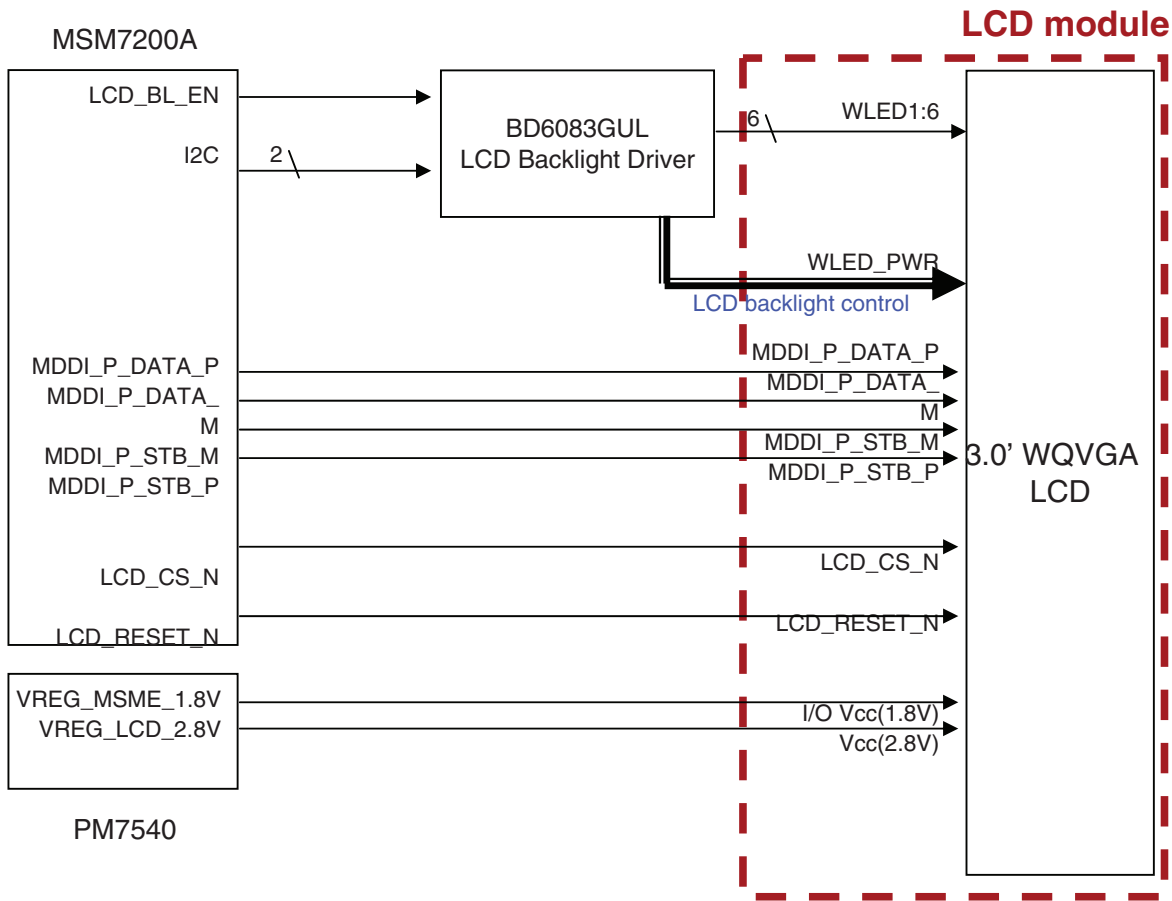 LCD module
MSM7200A
LCD_BL_EN
I2C
2
BD6083GUL
LCD Backlight Driver
6
WLED1:6
WLED_PWR
LCD backlight control
MDDI_P_DATA_P
MDDI_P_DATA_
M
MDDI_P_STB_M
MDDI_P_STB_P
LCD_CS_N
LCD_RESET_N
MDDI_P_DATA_P
MDDI_P_DATA_
M
MDDI_P_STB_M
MDDI_P_STB_P
LCD_CS_N
LCD_RESET_N
3.0' WQVGA
LCD
VREG_MSME_1.8V
VREG_LCD_2.8V
I/O Vcc(1.8V)
Vcc(2.8V)
PM7540